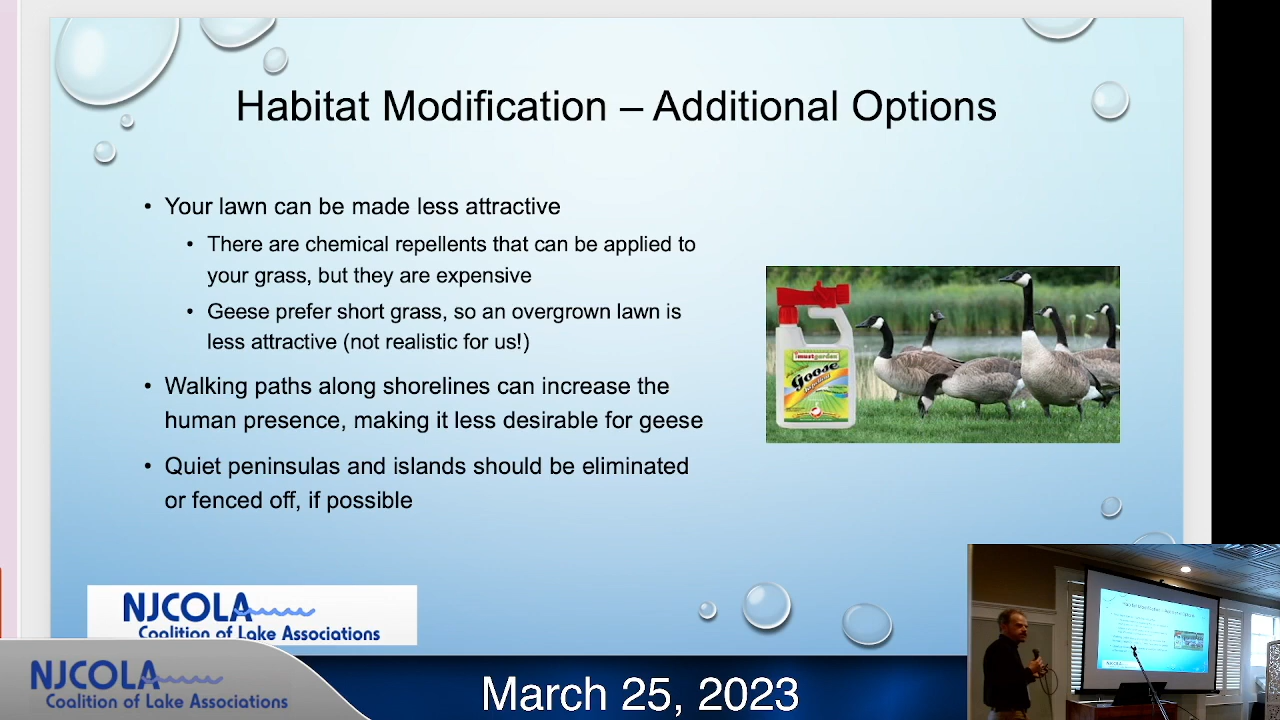 Habitat Modification – Additional Options
• Your lawn can be made less attractive
• There are chemical repellents that can be applied to
your grass, but they are expensive
• Geese prefer short grass, so an overgrown lawn is
less attractive (not realistic for us!)
• Walking paths along shorelines can increase the
human presence, making it less desirable for geese
• Quiet peninsulas and islands should be eliminated
or fenced off, if possible
Imustgarden
Goose
Repellent
NJCOLA
Coalition of Lake Associations
NJCOLA
Coalition of Lake Associations
March 25, 2023